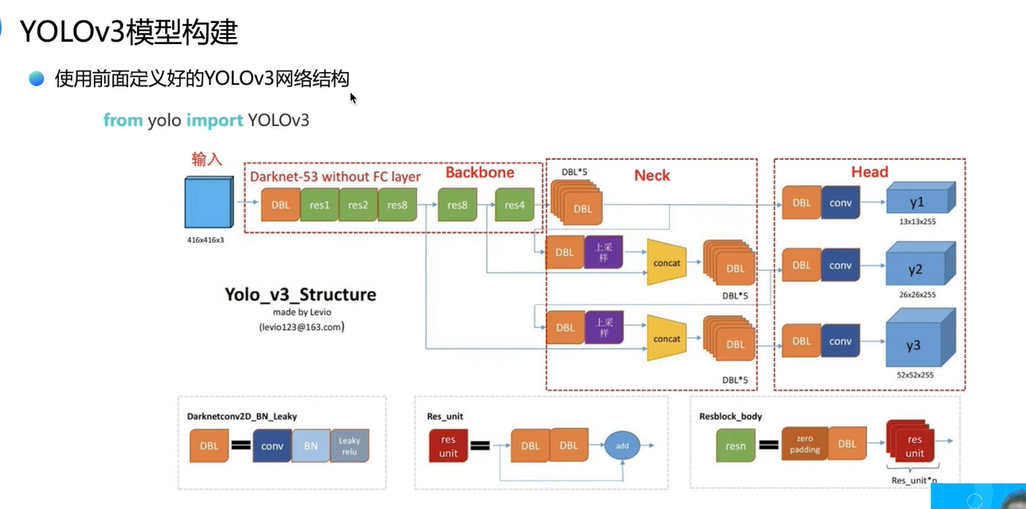 YOLOv3模型构建
使用前面定义好的YOLOv3网络结构
from yolo import YOLOv3
输入
416x416x3
Darknet-53 without FC layer
Backbone
DBL
res1
res2
res8
res8
res4
Neck
DBL*5
DBL
DBL
上采
样
concat
DBL
DBL*5
DBL
上采
样
concat
DBL
DBL*5
Head
DBL
conv
y1
13x13x255
DBL
conv
y2
26x26x255
DBL
conv
y3
52x52x255
Yolo_v3_Structure
made by Levio
(levio123@163.com)
Darknetconv2D_BN_Leaky
DBL
conv
BN
Leaky
relu
Res_unit
res
unit
DBL
DBL
add
Resblock_body
resn
zero
padding
DBL
res
unit
Res_unit*n